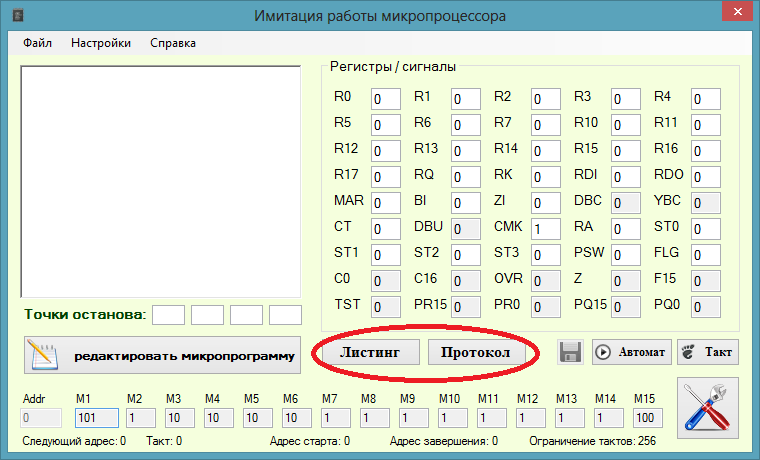 Имитация работы микропроцессора
Файл Настройки Справка
Регистры / сигналы
R0 0 R1 0 R2 0 R3 0 R4 0
R5 0 R6 0 R7 0 R10 0 R11 0
R12 0 R13 0 R14 0 R15 0 R16 0
R17 0 RQ 0 RK 0 RDI 0 RDO 0
MAR 0 BI 0 ZI 0 DBC 0 YBC 0
CT 0 DBU 0 CMK 1 RA 0 ST0 0
ST1 0 ST2 0 ST3 0 PSW 0 FLG 0
C0 0 C16 0 OVR 0 Z 0 F15 0
TST 0 PR15 0 PR0 0 PQ15 0 PQ0 0
Точки останова:
редактировать микропрограмму Листинг Протокол Автомат Такт
Addr M1 M2 M3 M4 M5 M6 M7 M8 M9 M10 M11 M12 M13 M14 M15
0 101 1 10 10 10 10 1 1 1 1 1 1 1 1 100
Следующий адрес: 0 Такт: 0 Адрес старта: 0 Адрес завершения: 0 Ограничение тактов: 256